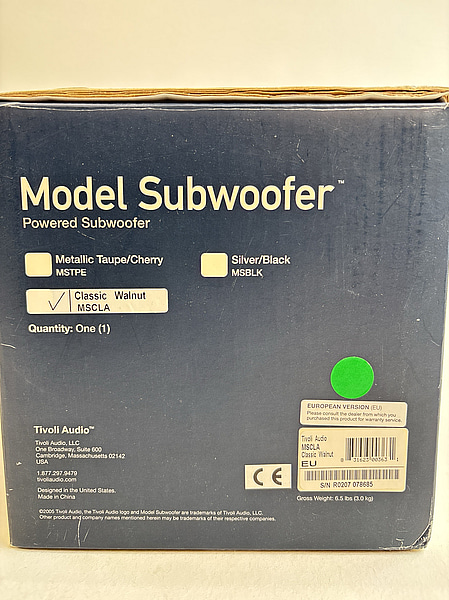 Model Subwoofer™
Powered Subwoofer
Metallic Taupe/Cherry
MSTPE
Silver/Black
MSBLK
✓ Classic Walnut
MSCLA
Quantity: One (1)
EUROPEAN VERSION (EU)
Please consult the dealer from which you
purchased this product for warranty service.
Tivoli Audio™
Tivoli Audio, LLC
One Broadway, Suite 600
Cambridge, Massachusetts 02142
USA
1.877.297.9479
tivoliaudio.com
Designed in the United States.
Made in China
Tivoli Audio
MSCLA
Classic Walnut
EU
0 31625 00363 1
S/N R0207 078685
CE
Gross Weight: 6.5 lbs (3.0 kg)
©2005 Tivoli Audio, the Tivoli Audio logo and Model Subwoofer are trademarks of Tivoli Audio, LLC.
Other product and company names mentioned herein may be trademarks of their respective companies.